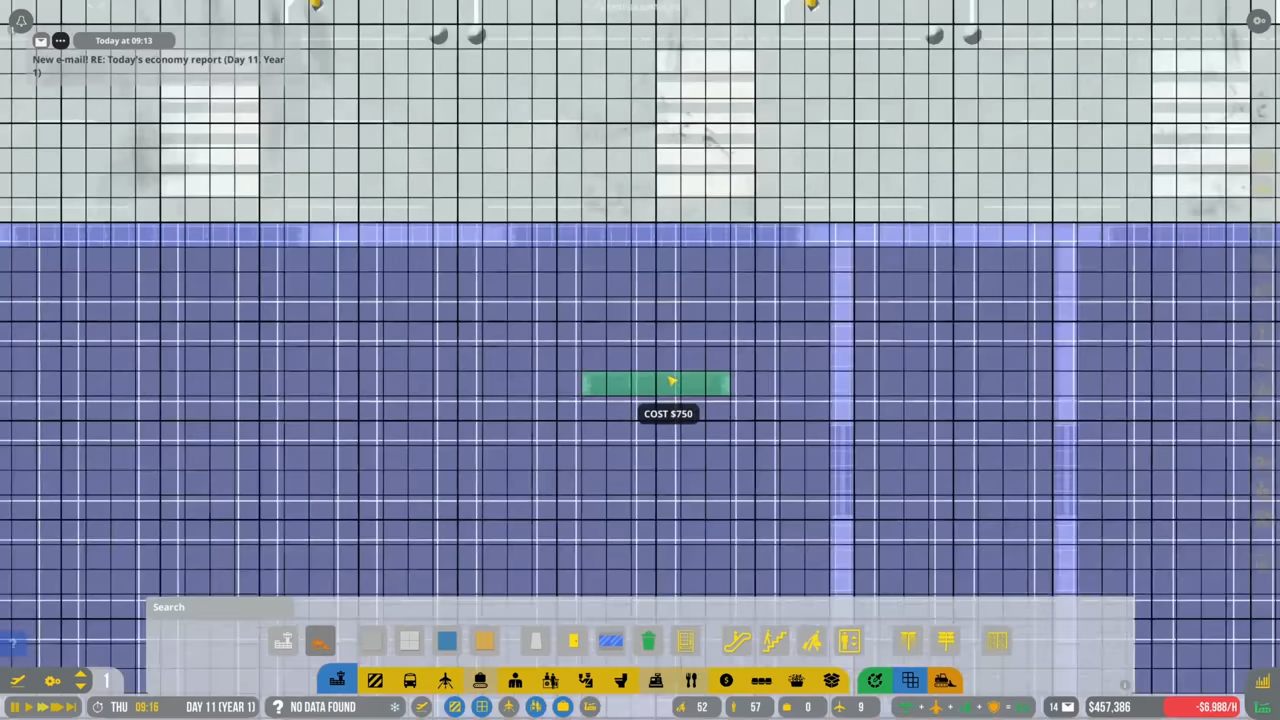 Today at 09:13
New e-mail! RE: Today's economy report (Day 11, Year
1)
COST $750
Search
1
THU 09:16
DAY 11 (YEAR 1)
? NO DATA FOUND
52
57
0
9
14
$457,386
-$6,988/H